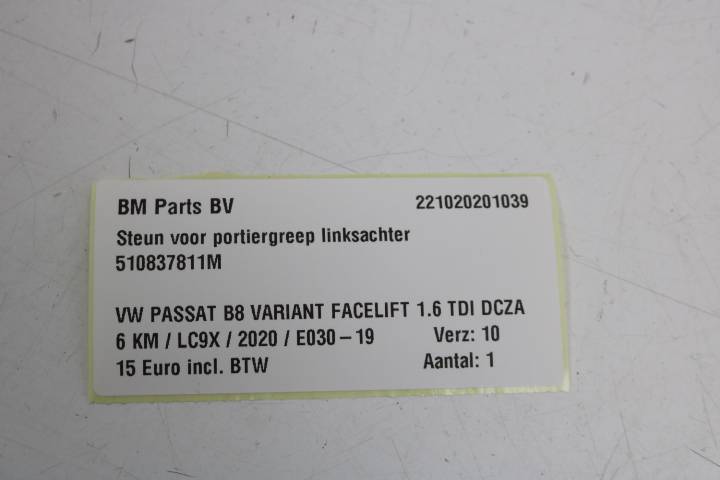 BM Parts BV 221020201039
Steun voor portiergreep linksachter
510837811M
VW PASSAT B8 VARIANT FACELIFT 1.6 TDI DCZA
6 KM / LC9X / 2020 / E030-19 Verz: 10
15 Euro incl. BTW Aantal: 1